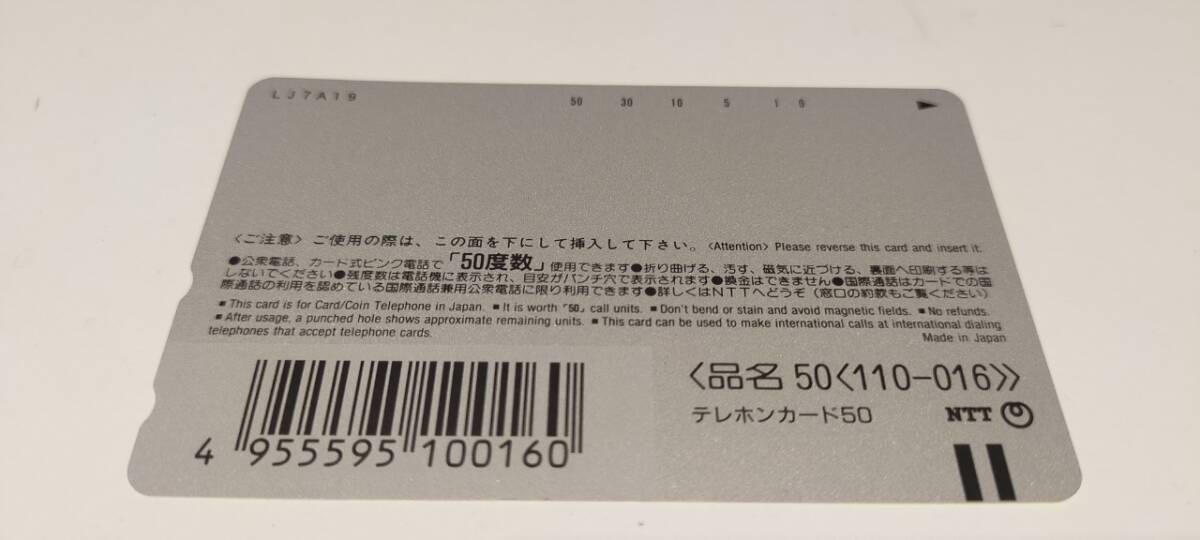 LJ7A19
50 30 10 5 1 0
〈ご注意〉ご使用の際は、この面を下にして挿入して下さい。〈Attention〉Please reverse this card and insert it.
●公衆電話、カード式ピンク電話で「50度数」使用できます●折り曲げる、汚す、磁気に近づける、裏面へ印刷する等は
しないでください●残度数は電話機に表示され、目安がパンチ穴で表示されます●換金はできません●国際通話はカードでの国
際通話の利用を認めている国際通話兼用公衆電話に限り利用できます●詳しくはNTTへどうぞ(窓口の約款もご覧ください)
■ This card is for Card/Coin Telephone in Japan. ■ It is worth「50」call units. ■ Don't bend or stain and avoid magnetic fields. ■ No refunds.
■ After usage, a punched hole shows approximate remaining units. ■ This card can be used to make international calls at international dialing
telephones that accept telephone cards.
Made in Japan
〈品名 50〈110-016〉〉
テレホンカード50 NTT
4 955595 100160